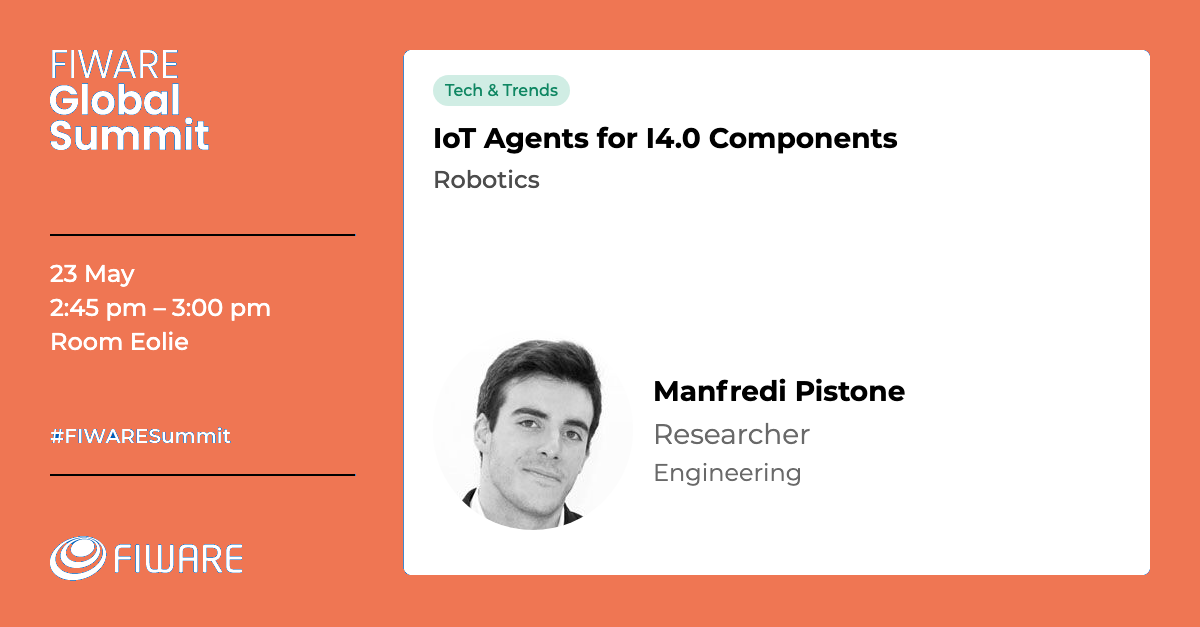 FIWARE
Global
Summit
23 May
2:45 pm – 3:00 pm
Room Eolie
#FIWARESummit
FIWARE
Tech & Trends
IoT Agents for I4.0 Components
Robotics
Manfredi Pistone
Researcher
Engineering